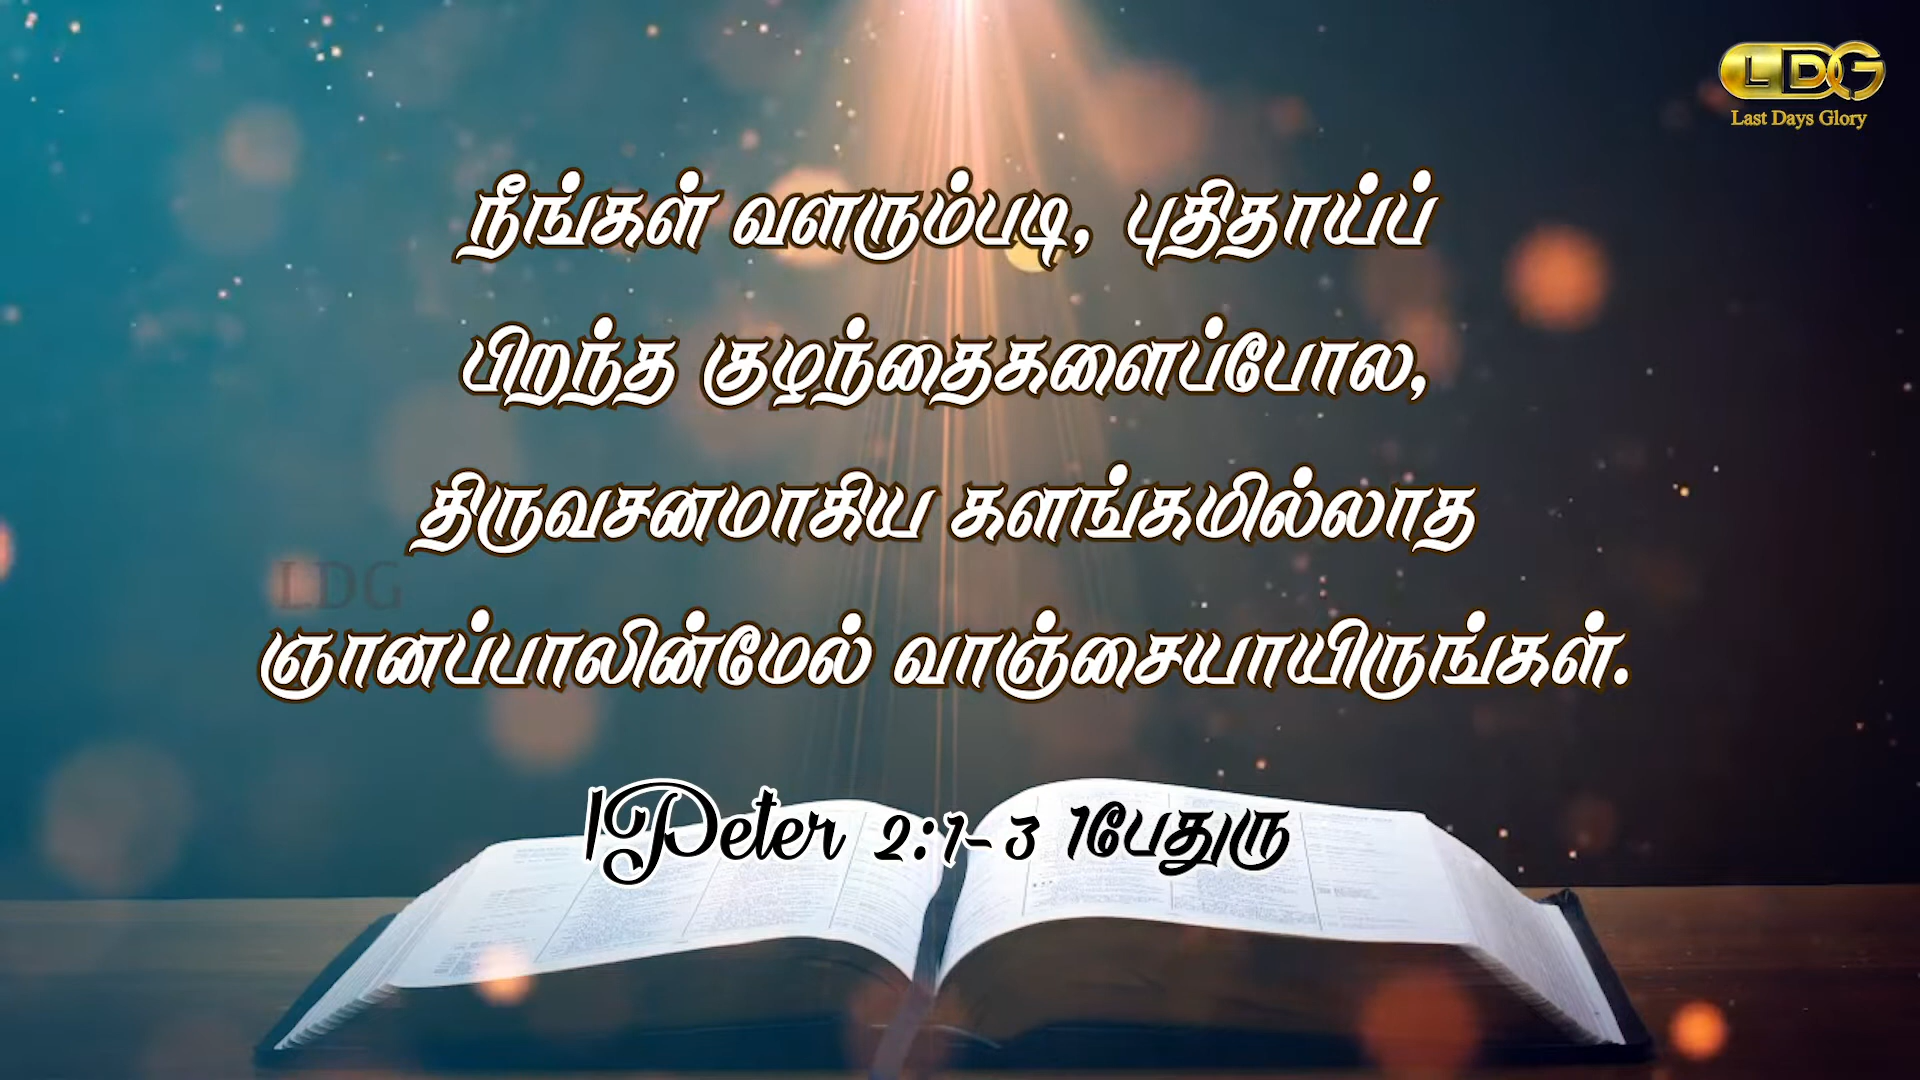 LDG
Last Days Glory
நீங்கள் வளரும்படி, புதிதாய்ப்
பிறந்த குழந்தைகளைப்போல,
திருவசனமாகிய களங்கமில்லாத
LDG
ஞானப்பாலின்மேல் வாஞ்சையாயிருங்கள்.
1Peter 2:1-3 1பேதுரு